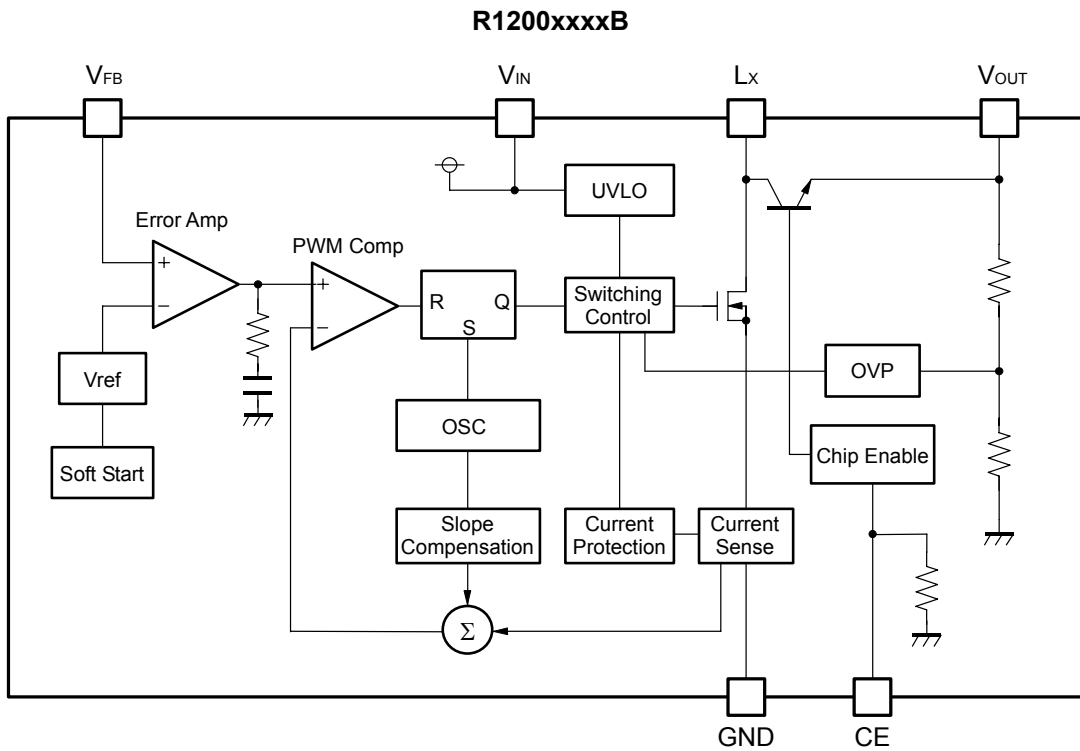 R1200xxxxB
VFB
VIN
LX
VOUT
UVLO
Error Amp
PWM Comp
+
−
+
−
R
Q
S
Switching
Control
Vref
OVP
OSC
Chip Enable
Soft Start
Slope
Compensation
Current
Protection
Current
Sense
Σ
GND
CE